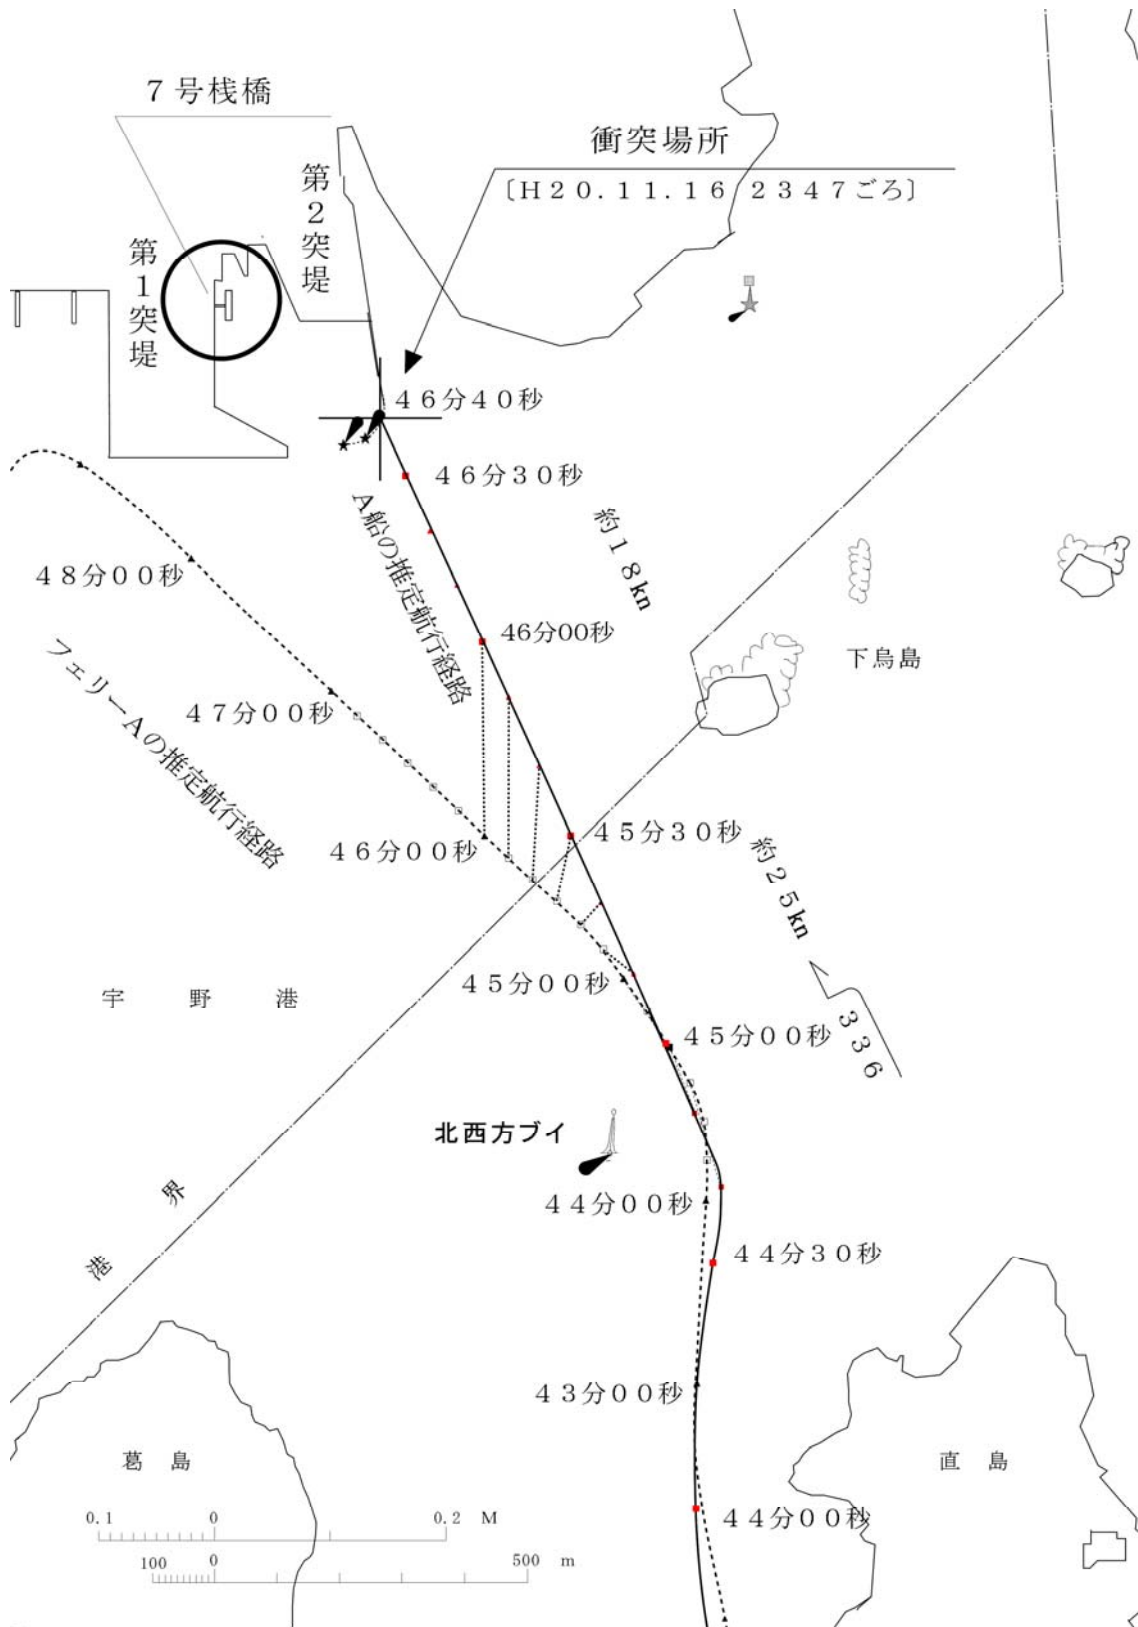 ７号桟橋
衝突場所
〔Ｈ２０．１１．１６　２３４７ごろ〕
第２突堤
第１突堤
４６分４０秒
４６分３０秒
約１８kn
Ａ船の推定航行経路
４８分００秒
46分00秒
下烏島
フェリーＡの推定航行経路
４７分００秒
４５分３０秒
４６分００秒
約２５kn
４５分００秒
宇野港
４５分００秒
３３６
北西方ブイ
港界
４４分００秒
４４分３０秒
４３分００秒
葛島
直島
４４分００秒
0.1 0 0.2 M
100 0 500 m